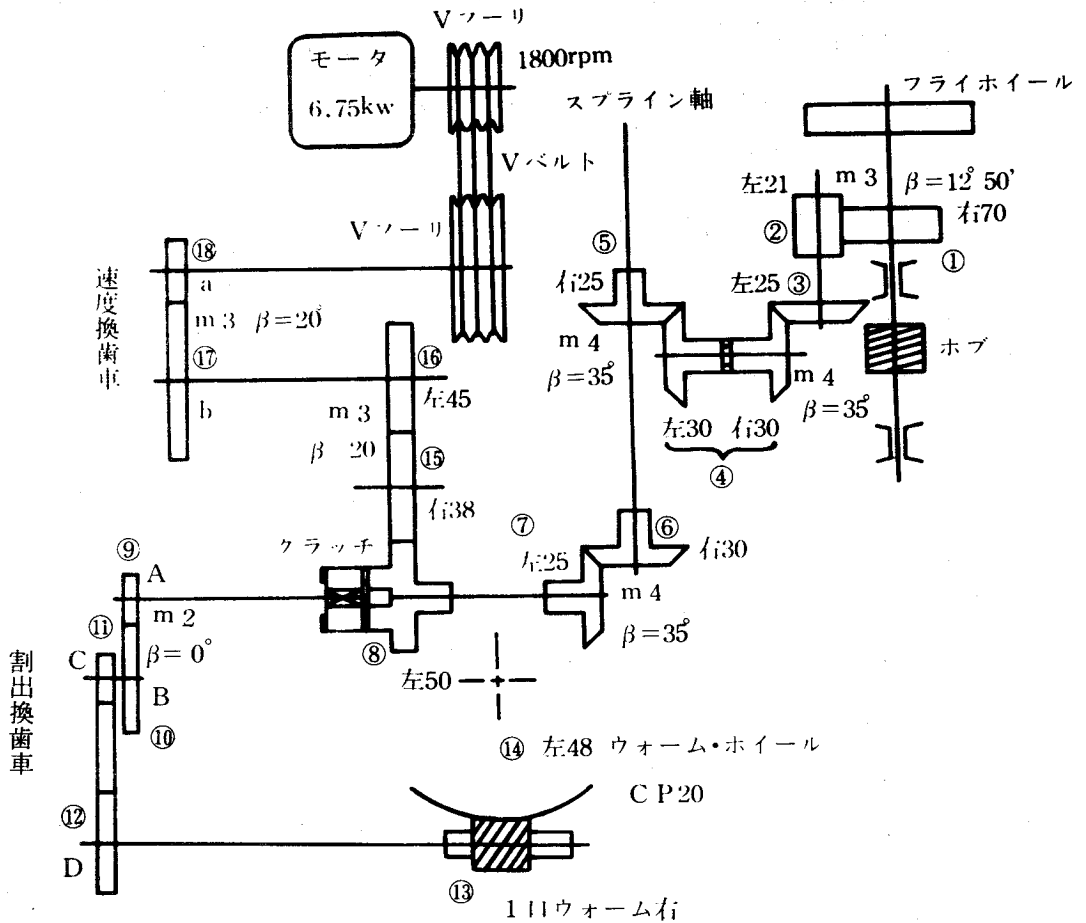 Vプーリ
モータ
6.75kw
1800rpm
フライホイール
スプライン軸
Vベルト
左21
m 3
β=12°50'
右70
②
①
Vプーリ
⑤
右25
左25
③
⑱
a
速度換歯車
m 3 β=20°
⑰
b
⑯
左45
m 4
β=35°
ホブ
m 4
β=35°
左30 右30
④
m 3
β 20
⑮
右38
⑦
⑥
左25
右30
クラッチ
⑨
A
m 2
m 4
β=35°
⑪
β=0°
C
B
⑩
⑧
左50
割出換歯車
⑭ 左48 ウォーム・ホイール
C P 20
⑫
D
⑬
1口ウォーム右